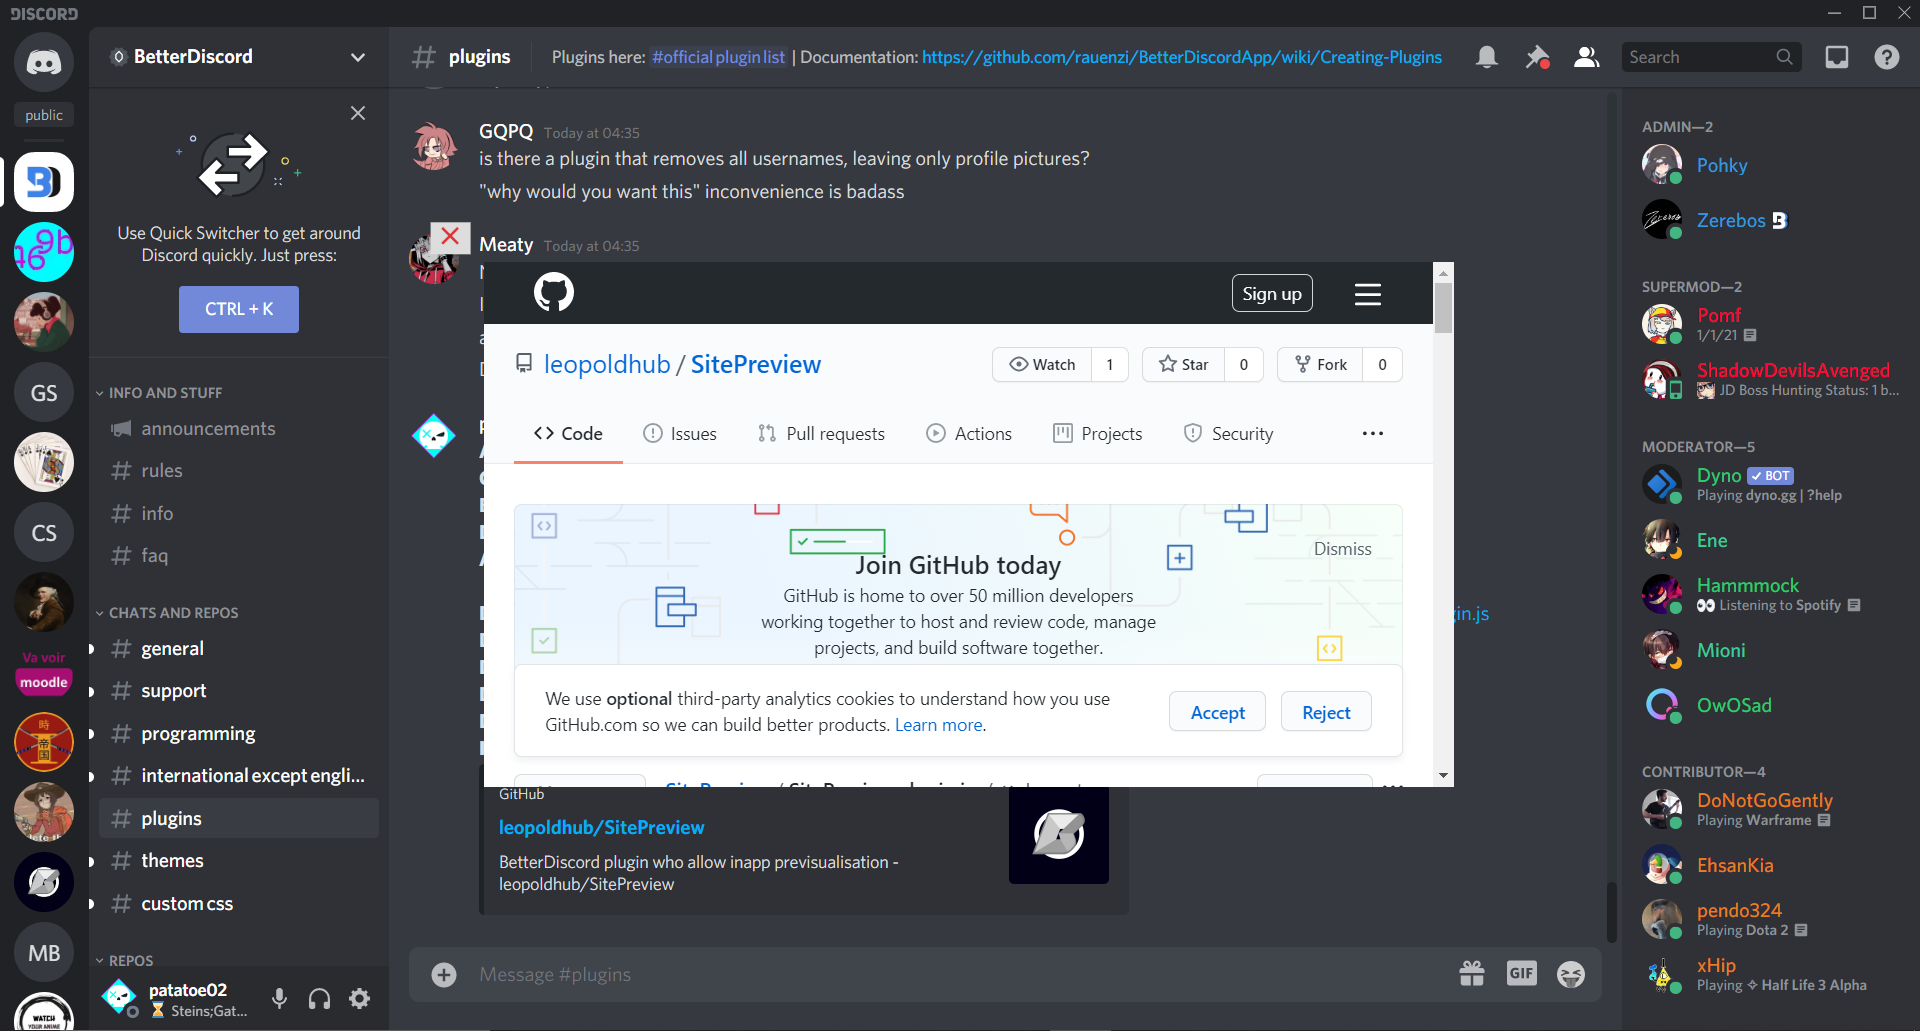 DISCORD
public
GS
CS
Va voir
moodle
MB
WATCH
YOUR ANIME
BetterDiscord
Use Quick Switcher to get around
Discord quickly. Just press:
CTRL + K
INFO AND STUFF
announcements
rules
info
faq
CHATS AND REPOS
general
support
programming
international except engli...
plugins
themes
custom css
REPOS
patatoe02
Steins;Gat...
# plugins
Plugins here: #official plugin list | Documentation: https://github.com/rauenzi/BetterDiscordApp/wiki/Creating-Plugins
Search
GQPQ Today at 04:35
is there a plugin that removes all usernames, leaving only profile pictures?
"why would you want this" inconvenience is badass
Meaty Today at 04:35
Sign up
leopoldhub / SitePreview
Watch 1
Star 0
Fork 0
Code
Issues
Pull requests
Actions
Projects
Security
Dismiss
Join GitHub today
GitHub is home to over 50 million developers
working together to host and review code, manage
projects, and build software together.
gin.js
We use optional third-party analytics cookies to understand how you use
GitHub.com so we can build better products. Learn more.
Accept
Reject
GitHub
leopoldhub/SitePreview
BetterDiscord plugin who allow inapp previsualisation -
leopoldhub/SitePreview
Message #plugins
GIF
ADMIN—2
Pohky
Zerebos
SUPERMOD—2
Pomf
1/1/21
ShadowDevilsAvenged
JD Boss Hunting Status: 1 b...
MODERATOR—5
Dyno BOT
Playing dyno.gg | ?help
Ene
Hammmock
Listening to Spotify
Mioni
OwOSad
CONTRIBUTOR—4
DoNotGoGently
Playing Warframe
EhsanKia
pendo324
Playing Dota 2
xHip
Playing ✧ Half Life 3 Alpha